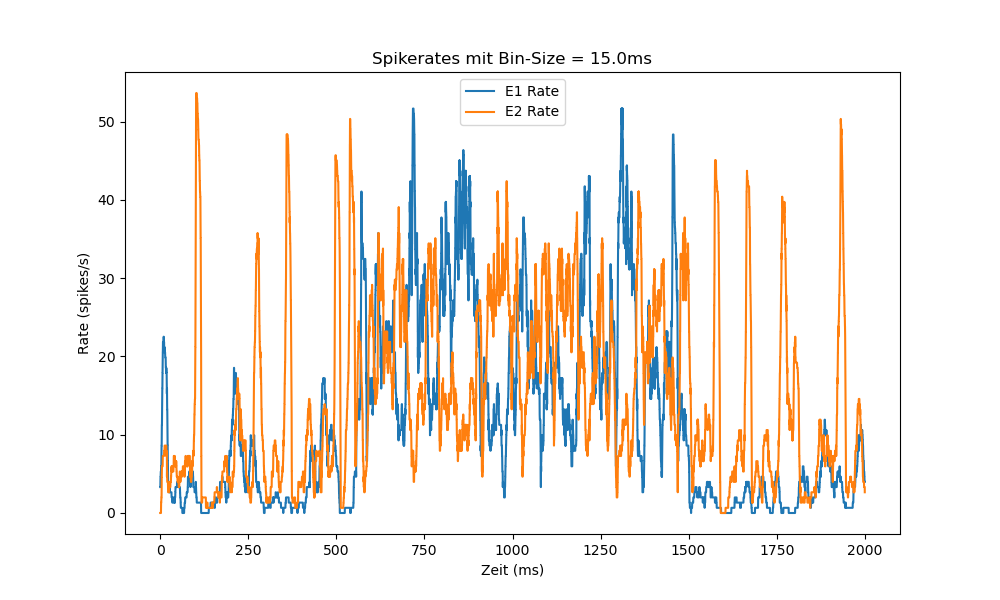 Spikerates mit Bin-Size = 15.0ms
E1 Rate
E2 Rate
Rate (spikes/s)
50
40
30
20
10
0
0 250 500 750 1000 1250 1500 1750 2000
Zeit (ms)